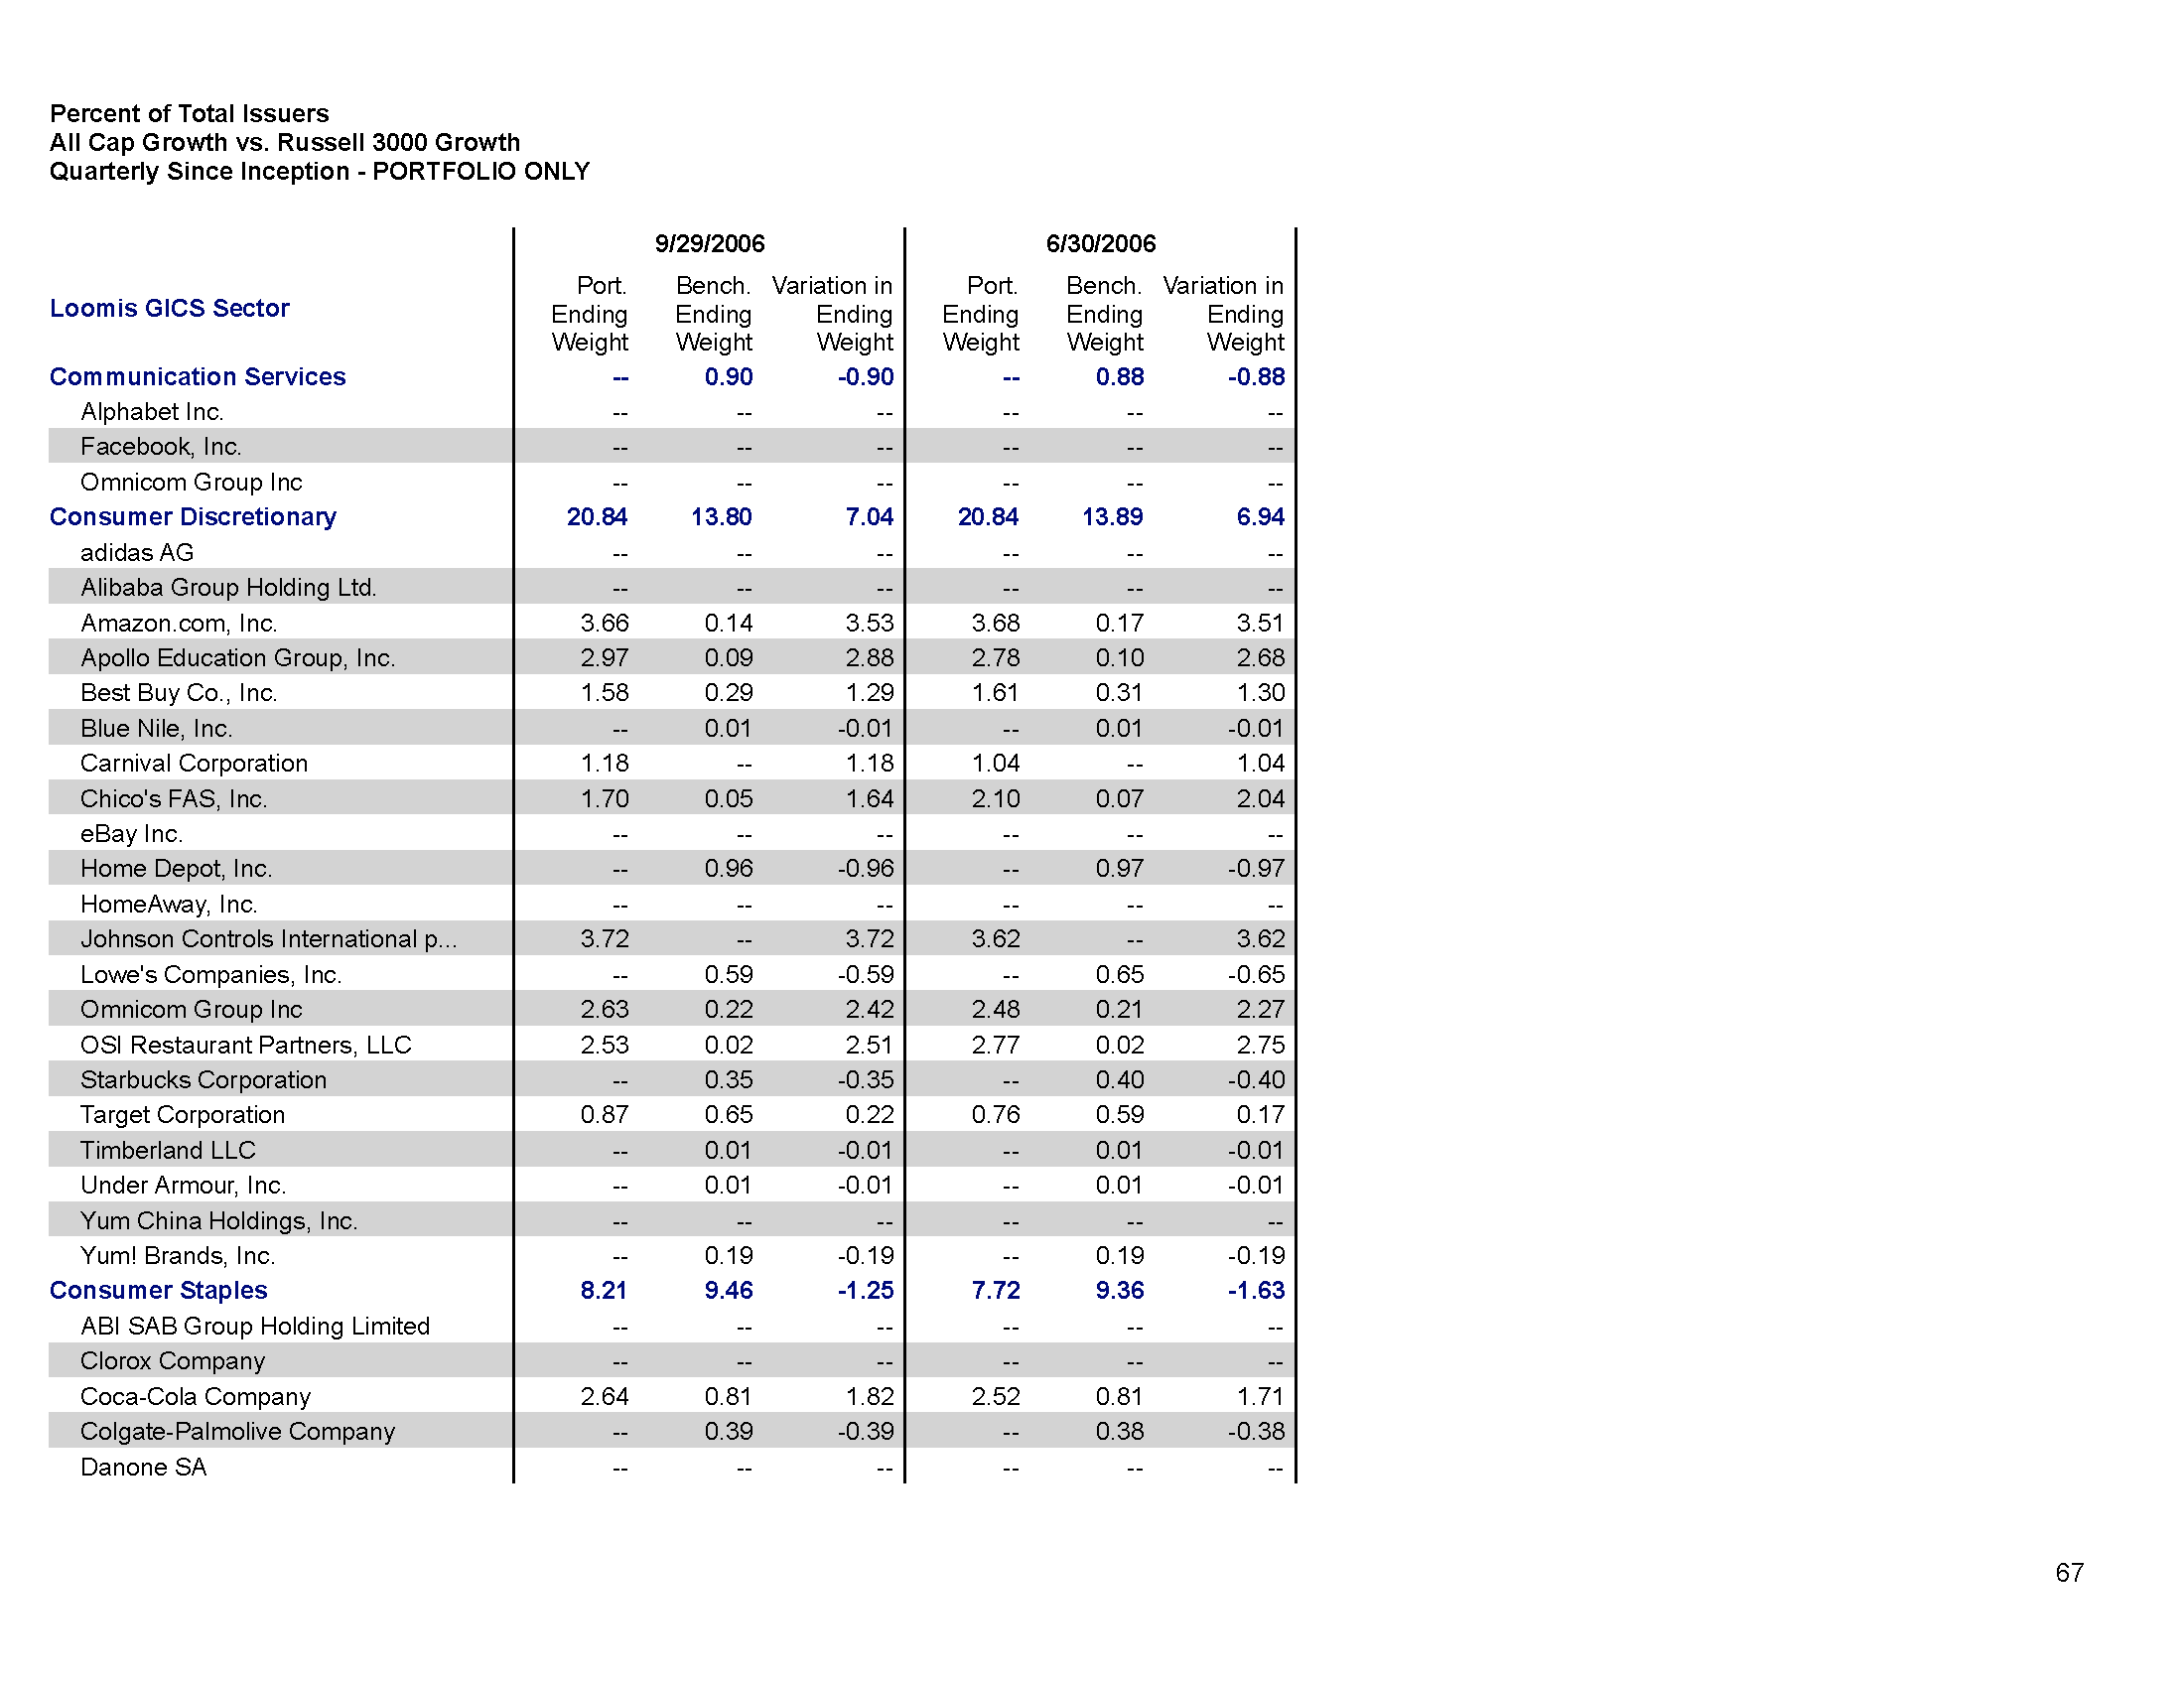 Percent of Total Issuers
All Cap Growth vs. Russell 3000 Growth
Quarterly Since Inception - PORTFOLIO ONLY
9/29/2006 6/30/2006
Loomis GICS Sector
Port. Bench. Variation in Port. Bench. Variation in
Ending Ending Ending Ending Ending Ending
Weight Weight Weight Weight Weight Weight
Communication Services -- 0.90 -0.90 -- 0.88 -0.88
Alphabet Inc. -- -- -- -- -- --
Facebook, Inc. -- -- -- -- -- --
Omnicom Group Inc -- -- -- -- -- --
Consumer Discretionary 20.84 13.80 7.04 20.84 13.89 6.94
adidas AG -- -- -- -- -- --
Alibaba Group Holding Ltd. -- -- -- -- -- --
Amazon.com, Inc. 3.66 0.14 3.53 3.68 0.17 3.51
Apollo Education Group, Inc. 2.97 0.09 2.88 2.78 0.10 2.68
Best Buy Co., Inc. 1.58 0.29 1.29 1.61 0.31 1.30
Blue Nile, Inc. -- 0.01 -0.01 -- 0.01 -0.01
Carnival Corporation 1.18 -- 1.18 1.04 -- 1.04
Chico's FAS, Inc. 1.70 0.05 1.64 2.10 0.07 2.04
eBay Inc. -- -- -- -- -- --
Home Depot, Inc. -- 0.96 -0.96 -- 0.97 -0.97
HomeAway, Inc. -- -- -- -- -- --
Johnson Controls International p... 3.72 -- 3.72 3.62 -- 3.62
Lowe's Companies, Inc. -- 0.59 -0.59 -- 0.65 -0.65
Omnicom Group Inc 2.63 0.22 2.42 2.48 0.21 2.27
OSI Restaurant Partners, LLC 2.53 0.02 2.51 2.77 0.02 2.75
Starbucks Corporation -- 0.35 -0.35 -- 0.40 -0.40
Target Corporation 0.87 0.65 0.22 0.76 0.59 0.17
Timberland LLC -- 0.01 -0.01 -- 0.01 -0.01
Under Armour, Inc. -- 0.01 -0.01 -- 0.01 -0.01
Yum China Holdings, Inc. -- -- -- -- -- --
Yum! Brands, Inc. -- 0.19 -0.19 -- 0.19 -0.19
Consumer Staples 8.21 9.46 -1.25 7.72 9.36 -1.63
ABI SAB Group Holding Limited -- -- -- -- -- --
Clorox Company -- -- -- -- -- --
Coca-Cola Company 2.64 0.81 1.82 2.52 0.81 1.71
Colgate-Palmolive Company -- 0.39 -0.39 -- 0.38 -0.38
Danone SA -- -- -- -- -- --
67